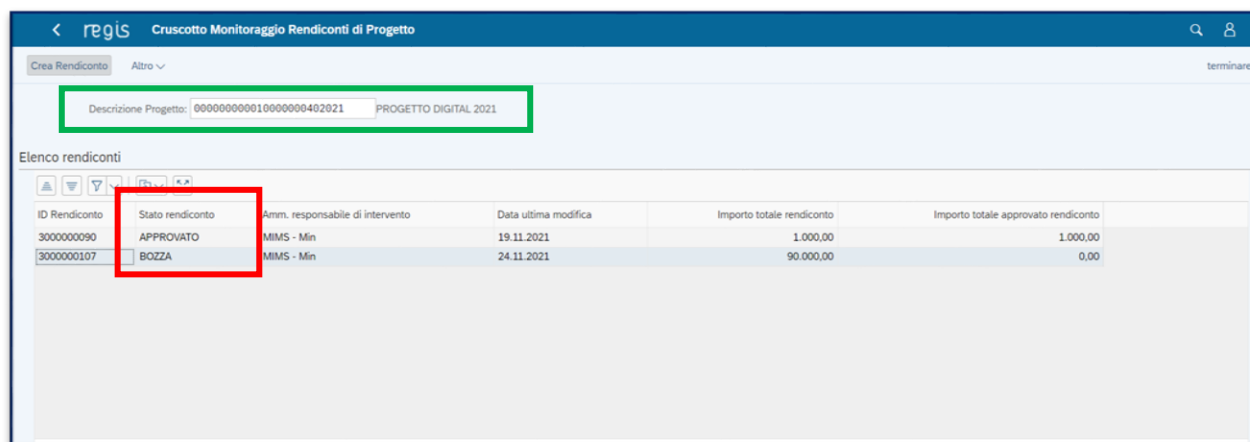 regis Cruscotto Monitoraggio Rendiconti di Progetto
Crea Rendiconto Altro terminare
Descrizione Progetto: 000000000010000000402021 PROGETTO DIGITAL 2021
Elenco rendiconti
ID Rendiconto Stato rendiconto Amm. responsabile di intervento Data ultima modifica Importo totale rendiconto Importo totale approvato rendiconto
3000000090 APPROVATO MIMS - Min 19.11.2021 1.000,00 1.000,00
3000000107 BOZZA MIMS - Min 24.11.2021 90.000,00 0,00